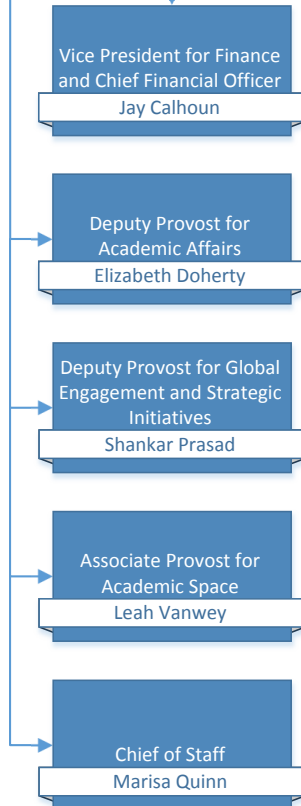 Vice President for Finance
and Chief Financial Officer
Jay Calhoun
Deputy Provost for
Academic Affairs
Elizabeth Doherty
Deputy Provost for Global
Engagement and Strategic
Initiatives
Shankar Prasad
Associate Provost for
Academic Space
Leah Vanwey
Chief of Staff
Marisa Quinn